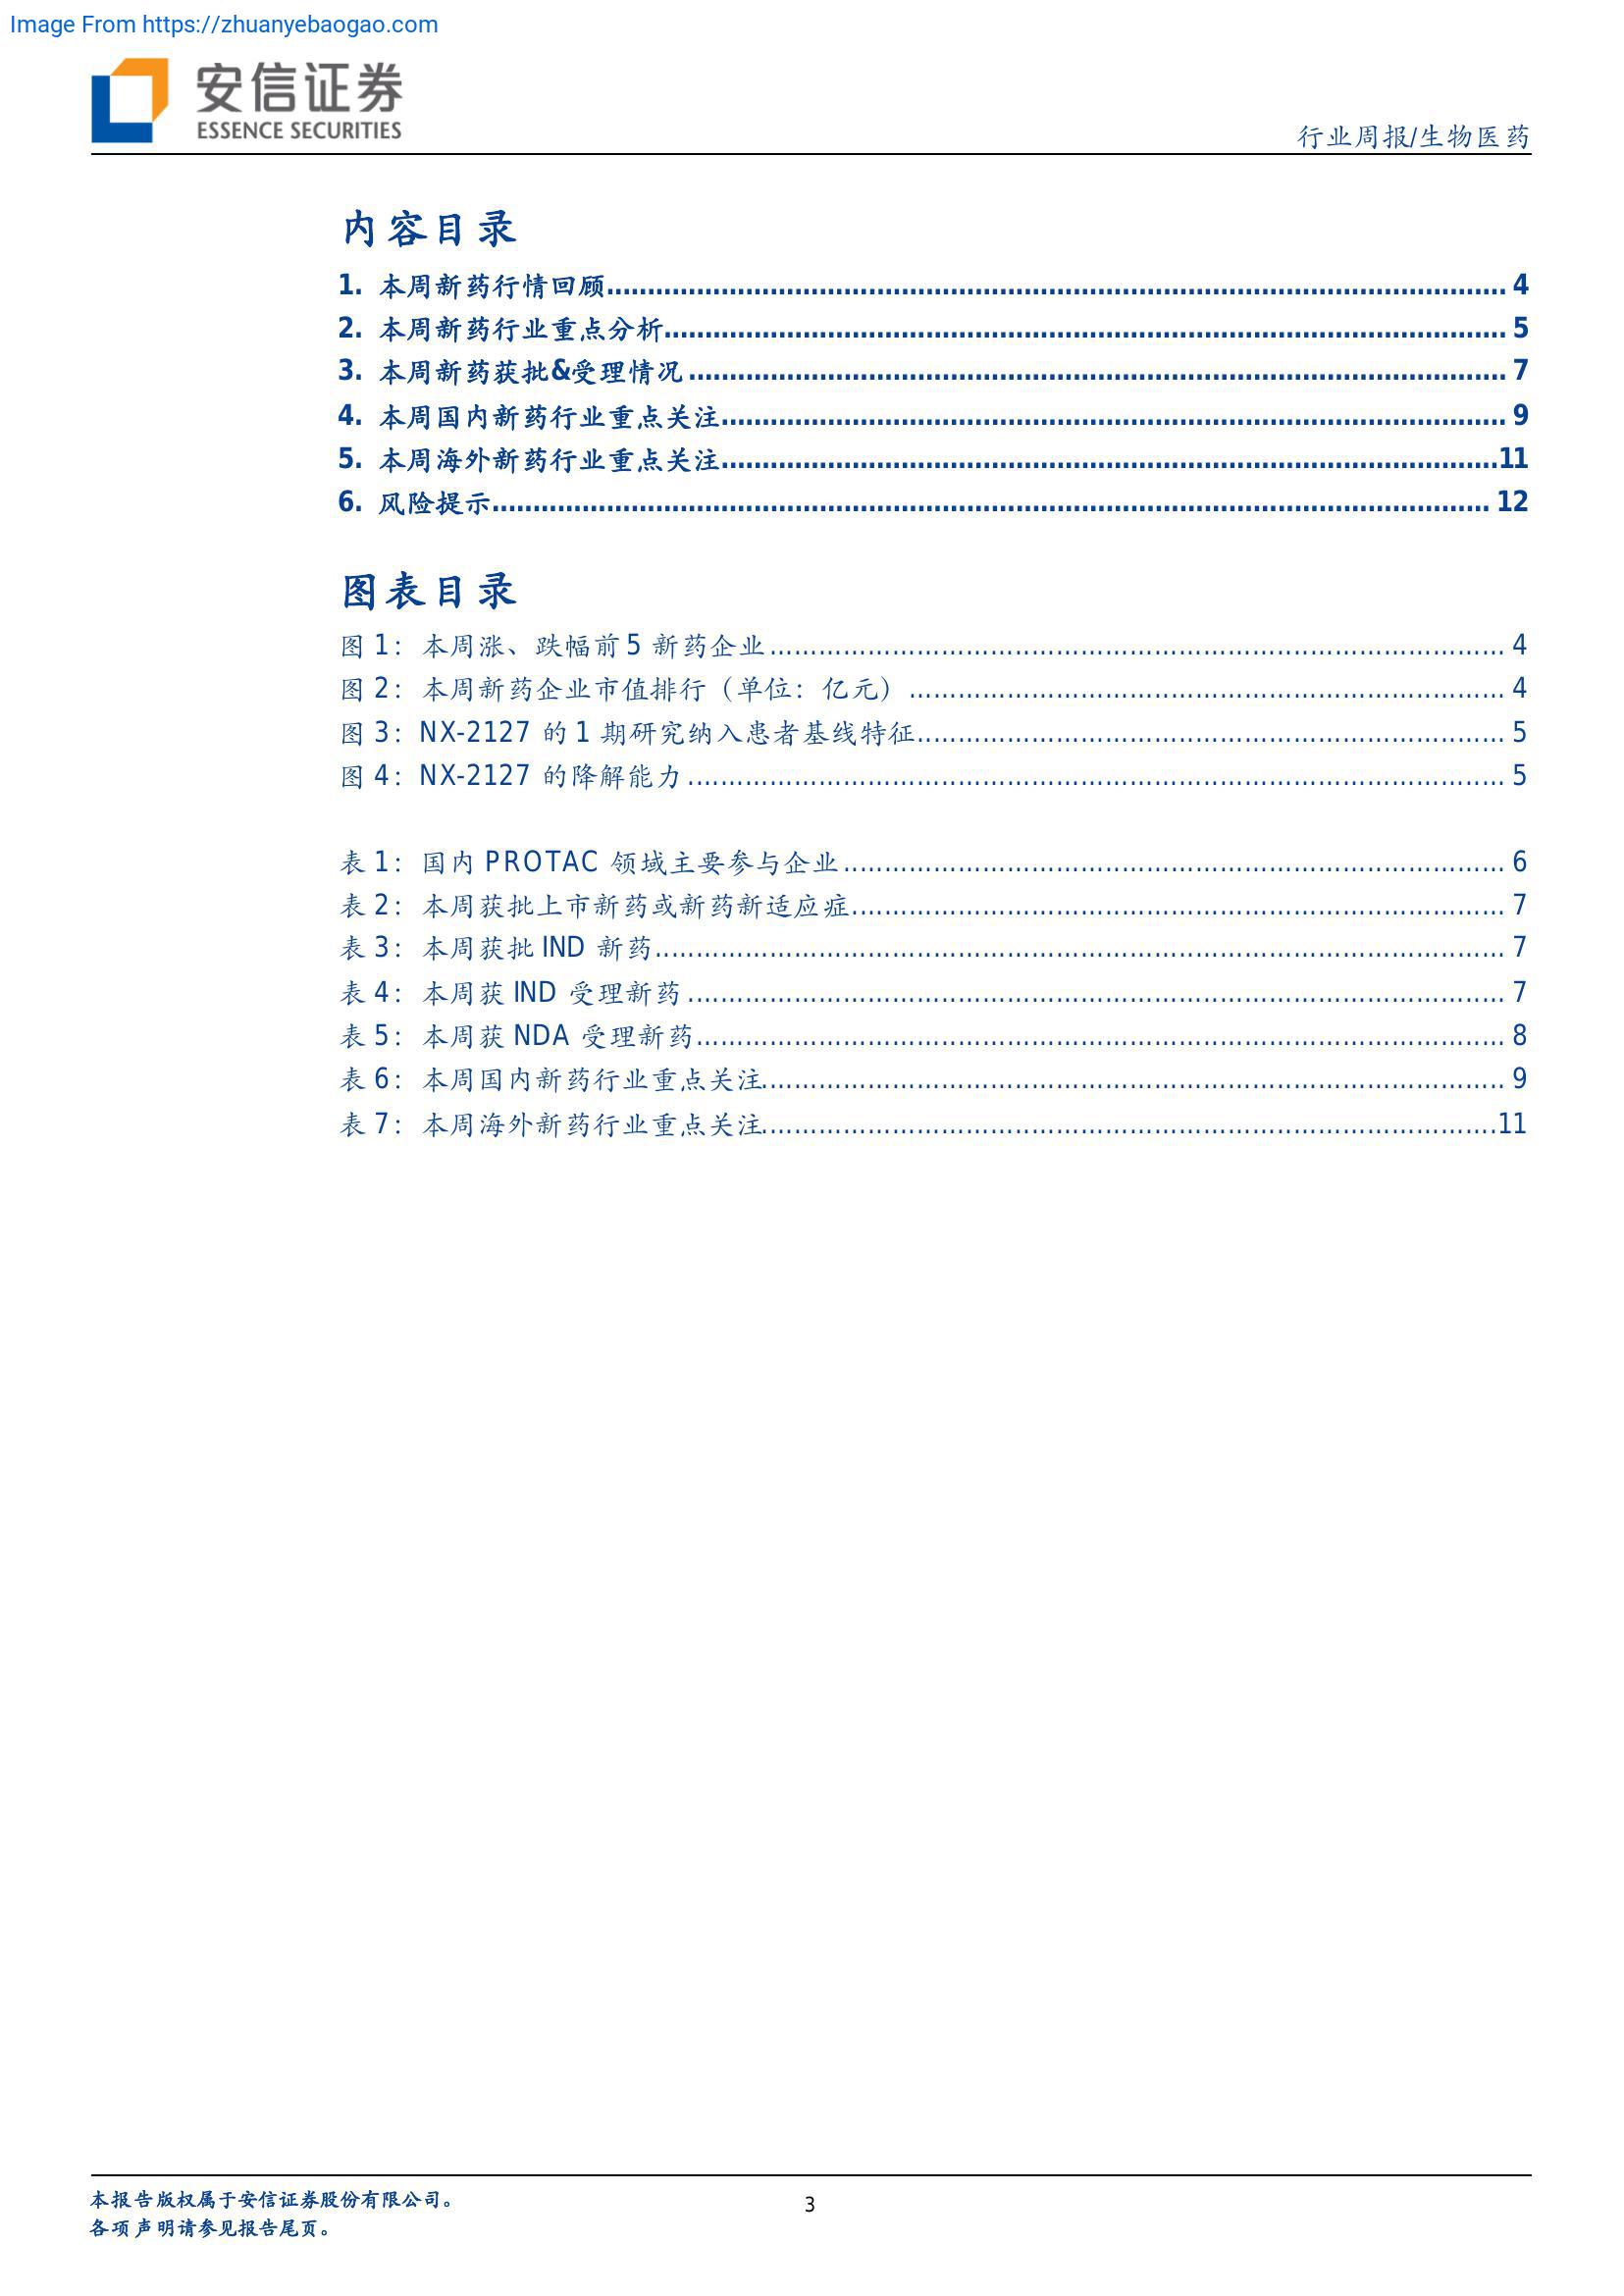 Image From https://zhuanyebaogao.com
安信证券
ESSENCE SECURITIES
行业周报/生物医药
内容目录
1. 本周新药行情回顾 4
2. 本周新药行业重点分析 5
3. 本周新药获批&受理情况 7
4. 本周国内新药行业重点关注 9
5. 本周海外新药行业重点关注 11
6. 风险提示 12
图表目录
图 1：本周涨、跌幅前 5 新药企业 4
图 2：本周新药企业市值排行（单位：亿元） 4
图 3：NX-2127 的 1 期研究纳入患者基线特征 5
图 4：NX-2127 的降解能力 5
表 1：国内 PROTAC 领域主要参与企业 6
表 2：本周获批上市新药或新药新适应症 7
表 3：本周获批 IND 新药 7
表 4：本周获 IND 受理新药 7
表 5：本周获 NDA 受理新药 8
表 6：本周国内新药行业重点关注 9
表 7：本周海外新药行业重点关注 11
本报告版权属于安信证券股份有限公司。
3
各项声明请参见报告尾页。